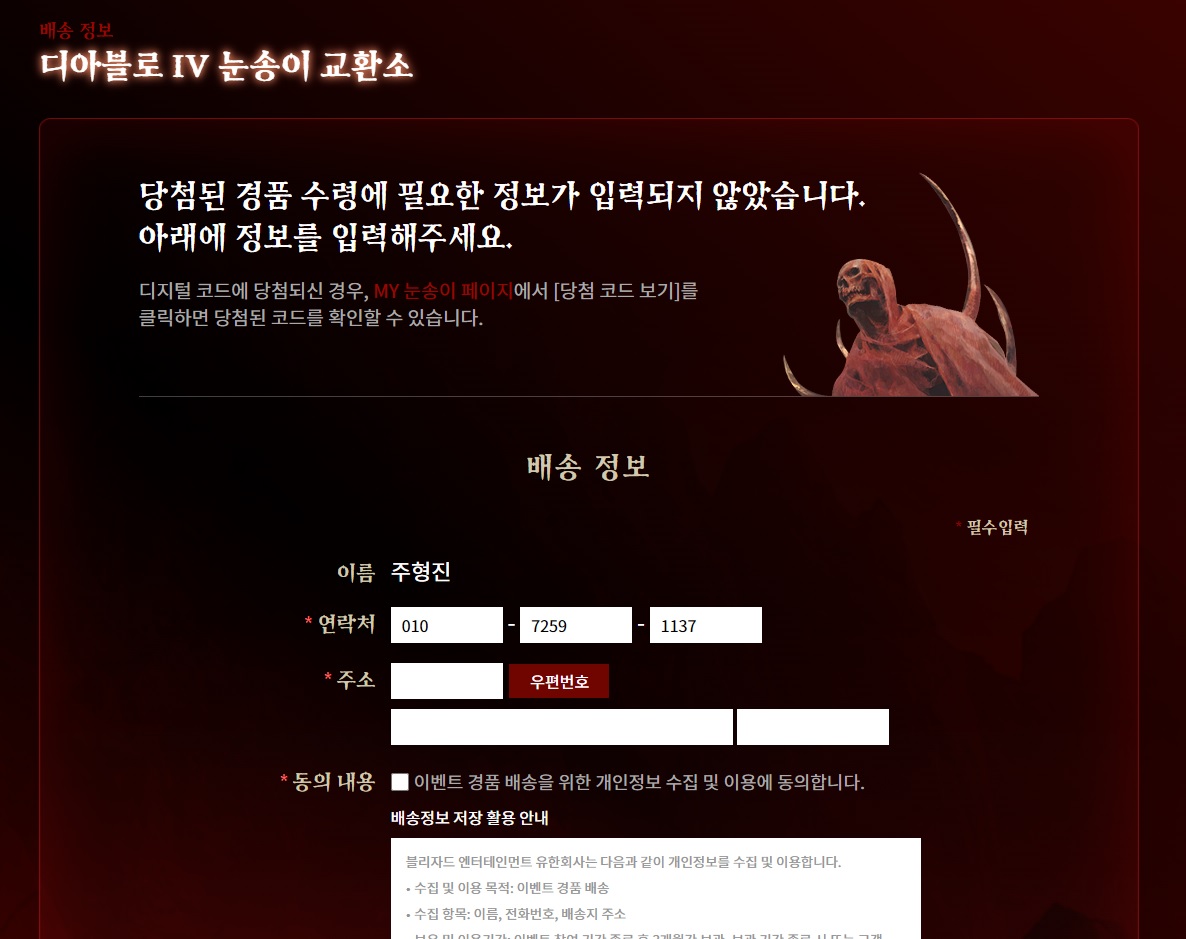 배송 정보
디아블로 IV 눈송이 교환소
당첨된 경품 수령에 필요한 정보가 입력되지 않았습니다.
아래에 정보를 입력해주세요.
디지털 코드에 당첨되신 경우, MY 눈송이 페이지에서 [당첨 코드 보기]를
클릭하면 당첨된 코드를 확인할 수 있습니다.
배송 정보
* 필수입력
이름 주형진
* 연락처 010 - 7259 - 1137
* 주소 우편번호
* 동의 내용 이벤트 경품 배송을 위한 개인정보 수집 및 이용에 동의합니다.
배송정보 저장 활용 안내
블리자드 엔터테인먼트 유한회사는 다음과 같이 개인정보를 수집 및 이용합니다.
• 수집 및 이용 목적: 이벤트 경품 배송
• 수집 항목: 이름, 전화번호, 배송지 주소